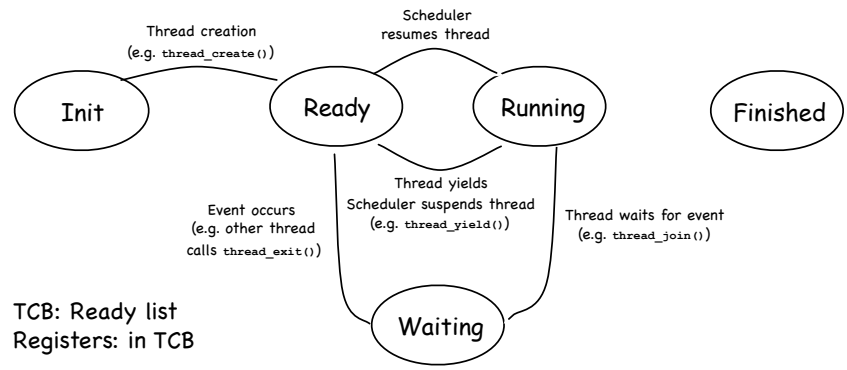 Thread creation
(e.g. thread_create())
Scheduler
resumes thread
Init
Ready
Running
Finished
Thread yields
Scheduler suspends thread
(e.g. thread_yield())
Event occurs
(e.g. other thread
calls thread_exit())
Thread waits for event
(e.g. thread_join())
Waiting
TCB: Ready list
Registers: in TCB